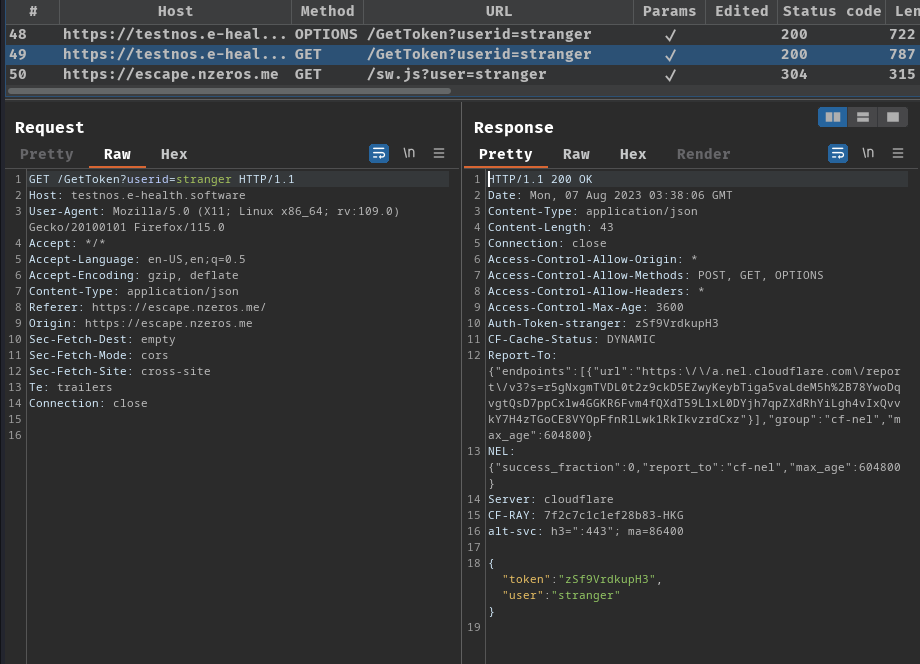 # Host Method URL Params Edited Status code Len
48 https://testnos.e-heal... OPTIONS /GetToken?userid=stranger ✓ 200 722
49 https://testnos.e-heal... GET /GetToken?userid=stranger ✓ 200 787
50 https://escape.nzeros.me GET /sw.js?user=stranger ✓ 304 315
Request
Pretty Raw Hex \n
1 GET /GetToken?userid=stranger HTTP/1.1
2 Host: testnos.e-health.software
3 User-Agent: Mozilla/5.0 (X11; Linux x86_64; rv:109.0)
Gecko/20100101 Firefox/115.0
4 Accept: */*
5 Accept-Language: en-US,en;q=0.5
6 Accept-Encoding: gzip, deflate
7 Content-Type: application/json
8 Referer: https://escape.nzeros.me/
9 Origin: https://escape.nzeros.me
10 Sec-Fetch-Dest: empty
11 Sec-Fetch-Mode: cors
12 Sec-Fetch-Site: cross-site
13 Te: trailers
14 Connection: close
15
16
Response
Pretty Raw Hex Render \n
1 HTTP/1.1 200 OK
2 Date: Mon, 07 Aug 2023 03:38:06 GMT
3 Content-Type: application/json
4 Content-Length: 43
5 Connection: close
6 Access-Control-Allow-Origin: *
7 Access-Control-Allow-Methods: POST, GET, OPTIONS
8 Access-Control-Allow-Headers: *
9 Access-Control-Max-Age: 3600
10 Auth-Token-stranger: zSf9VrdkupH3
11 CF-Cache-Status: DYNAMIC
12 Report-To:
{"endpoints":[{"url":"https:\/\/a.nel.cloudflare.com\/repor
t\/v3?s=r5gNxgmTVDL0t2z9ckD5EZwyKeybTiga5vaLdeM5h%2B78YwoDq
vgtQsD7ppCxlw4GGKR6Fvm4fQXdT59LlxL0DYjh7qpZXdRhYiLgh4vIxQvv
kY7H4zTGoCE8VYOpFfnRlLwk1RkIkvzrdCxz"}],"group":"cf-nel","m
ax_age":604800}
13 NEL:
{"success_fraction":0,"report_to":"cf-nel","max_age":604800
}
14 Server: cloudflare
15 CF-RAY: 7f2c7c1c1ef28b83-HKG
16 alt-svc: h3=":443"; ma=86400
17
18 {
"token":"zSf9VrdkupH3",
"user":"stranger"
}
19